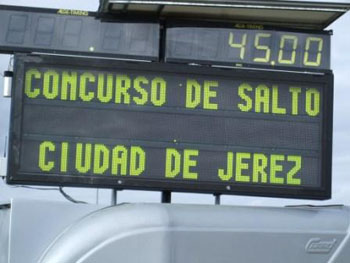 45.00
CONCURSO DE SALTO
CIUDAD DE JEREZ